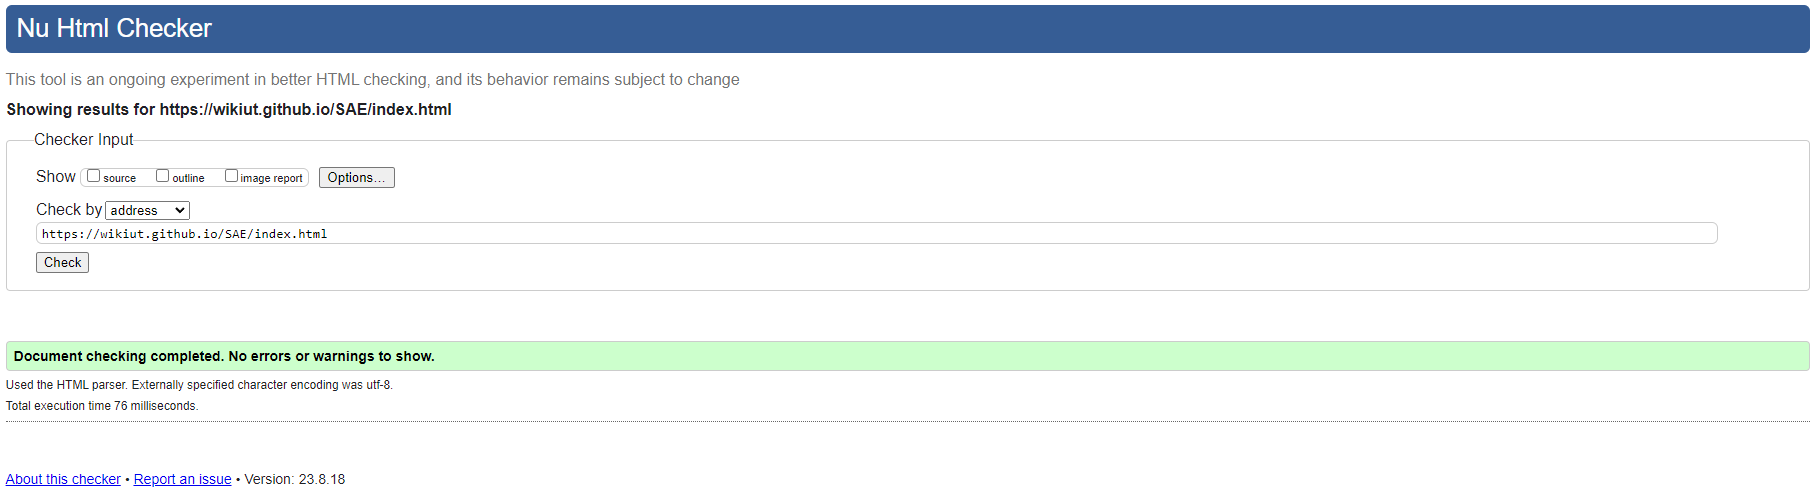 Nu Html Checker
This tool is an ongoing experiment in better HTML checking, and its behavior remains subject to change
Showing results for https://wikiut.github.io/SAE/index.html
Checker Input
Show source outline image report Options...
Check by address
https://wikiut.github.io/SAE/index.html
Check
Document checking completed. No errors or warnings to show.
Used the HTML parser. Externally specified character encoding was utf-8.
Total execution time 76 milliseconds.
About this checker • Report an issue • Version: 23.8.18